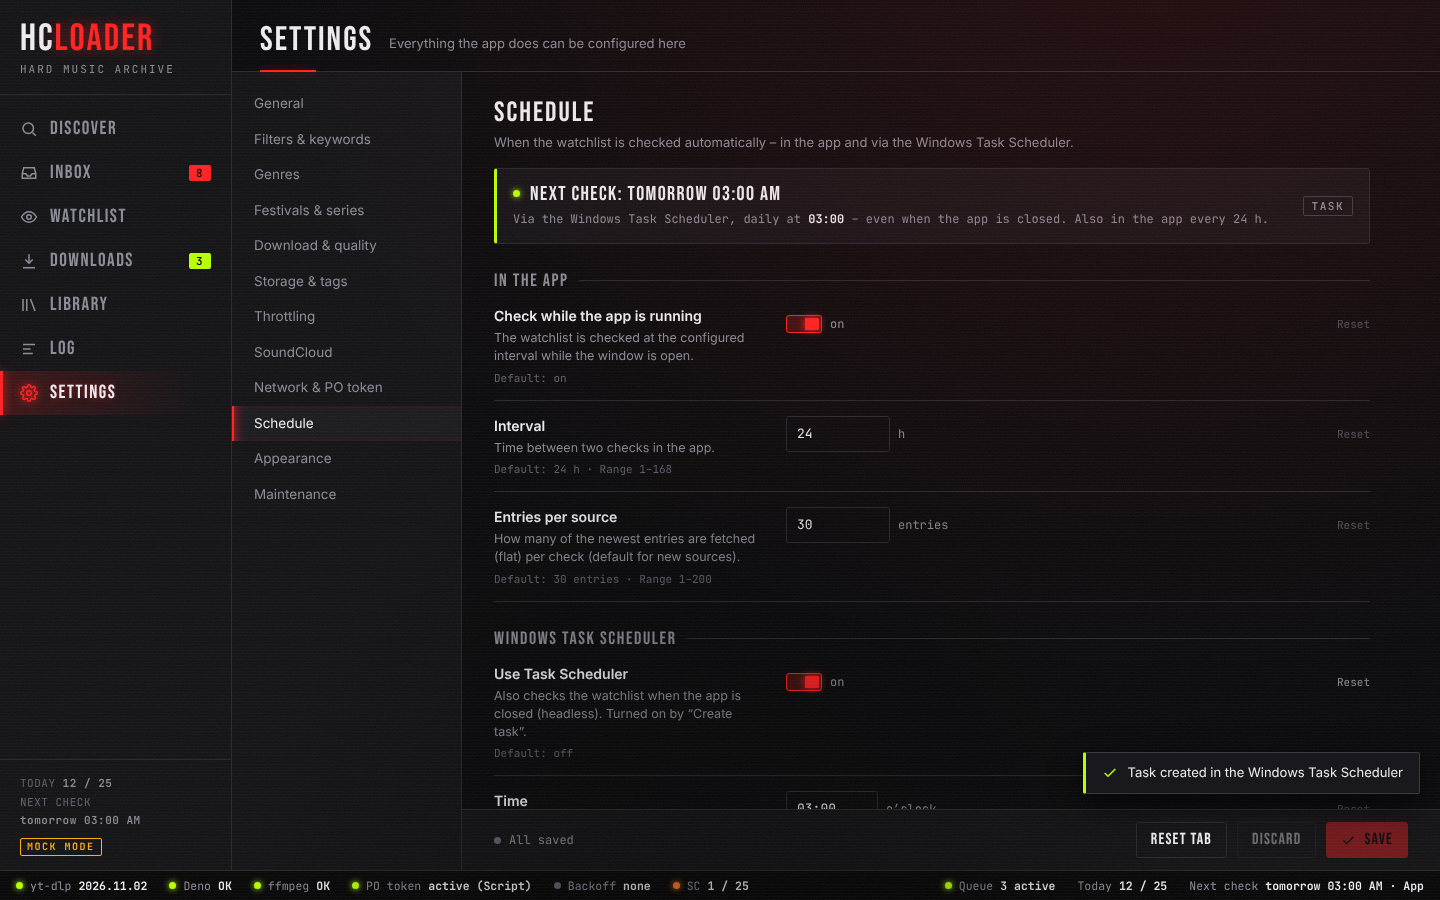 HCLOADER
HARD MUSIC ARCHIVE
DISCOVER
INBOX 8
WATCHLIST
DOWNLOADS 3
LIBRARY
LOG
SETTINGS
TODAY 12 / 25
NEXT CHECK
tomorrow 03:00 AM
MOCK MODE
SETTINGS Everything the app does can be configured here
General
Filters & keywords
Genres
Festivals & series
Download & quality
Storage & tags
Throttling
SoundCloud
Network & PO token
Schedule
Appearance
Maintenance
SCHEDULE
When the watchlist is checked automatically – in the app and via the Windows Task Scheduler.
NEXT CHECK: TOMORROW 03:00 AM
Via the Windows Task Scheduler, daily at 03:00 – even when the app is closed. Also in the app every 24 h.
TASK
IN THE APP
Check while the app is running
on
Reset
The watchlist is checked at the configured
interval while the window is open.
Default: on
Interval
24 h
Reset
Time between two checks in the app.
Default: 24 h · Range 1–168
Entries per source
30 entries
Reset
How many of the newest entries are fetched
(flat) per check (default for new sources).
Default: 30 entries · Range 1–200
WINDOWS TASK SCHEDULER
Use Task Scheduler
on
Reset
Also checks the watchlist when the app is
closed (headless). Turned on by “Create
task”.
Default: off
Time
03:00 o'clock
Reset
Task created in the Windows Task Scheduler
All saved
RESET TAB
DISCARD
SAVE
yt-dlp 2026.11.02 Deno OK ffmpeg OK PO token active (Script) Backoff none SC 1 / 25 Queue 3 active Today 12 / 25 Next check tomorrow 03:00 AM · App